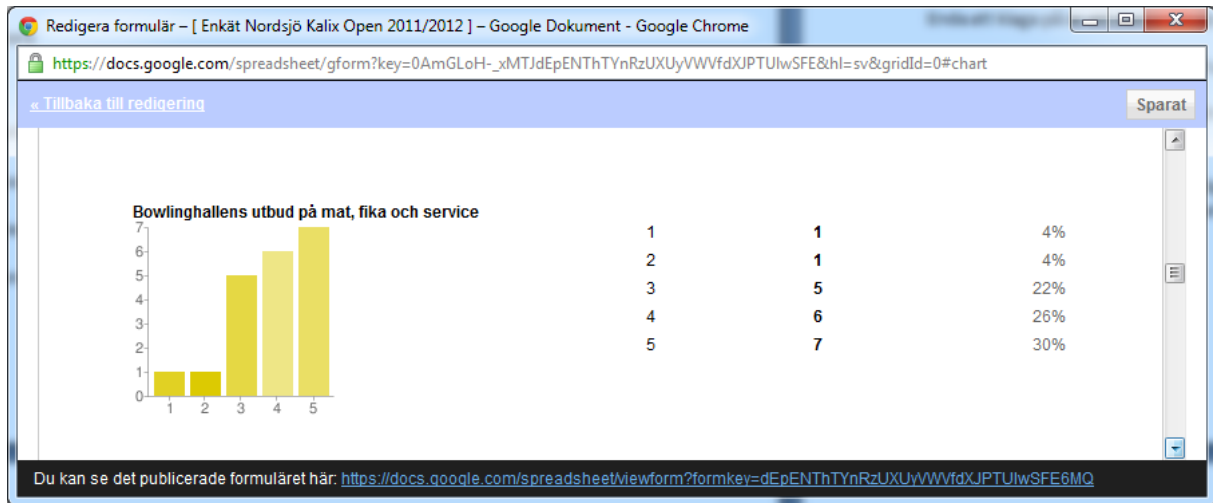 Redigera formulär – [ Enkät Nordsjö Kalix Open 2011/2012 ] – Google Dokument - Google Chrome
https://docs.google.com/spreadsheet/gform?key=0AmGLoH-_xMTJdEpENThTYnRzUXUyVWVfdXJPTUlwSFE&hl=sv&gridId=0#chart
« Tillbaka till redigering
Sparat
Bowlinghallens utbud på mat, fika och service
7
6
5
4
3
2
1
0
1 2 3 4 5
1 1 4%
2 1 4%
3 5 22%
4 6 26%
5 7 30%
Du kan se det publicerade formuläret här: https://docs.google.com/spreadsheet/viewform?formkey=dEpENThTYnRzUXUyVWVfdXJPTUlwSFE6MQ